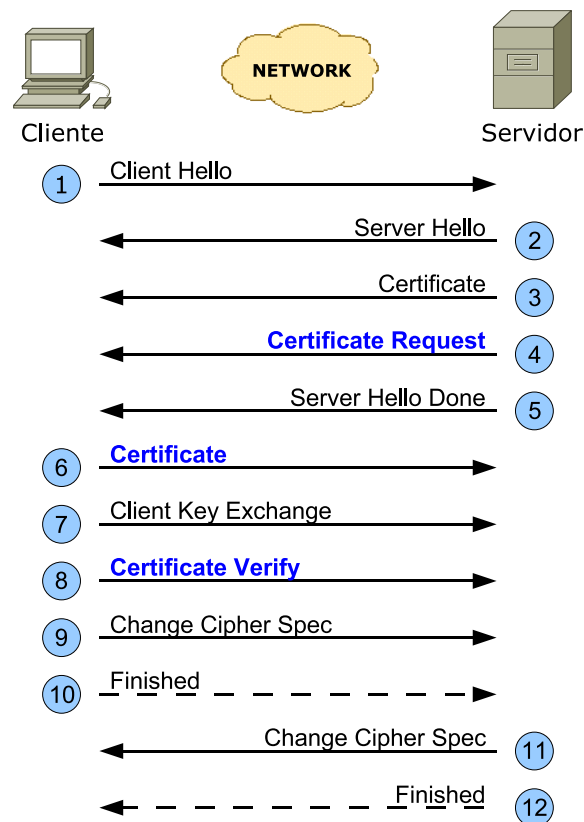 NETWORK
Cliente
Servidor
1
Client Hello
Server Hello
2
Certificate
3
Certificate Request
4
Server Hello Done
5
6
Certificate
7
Client Key Exchange
8
Certificate Verify
9
Change Cipher Spec
10
Finished
Change Cipher Spec
11
Finished
12